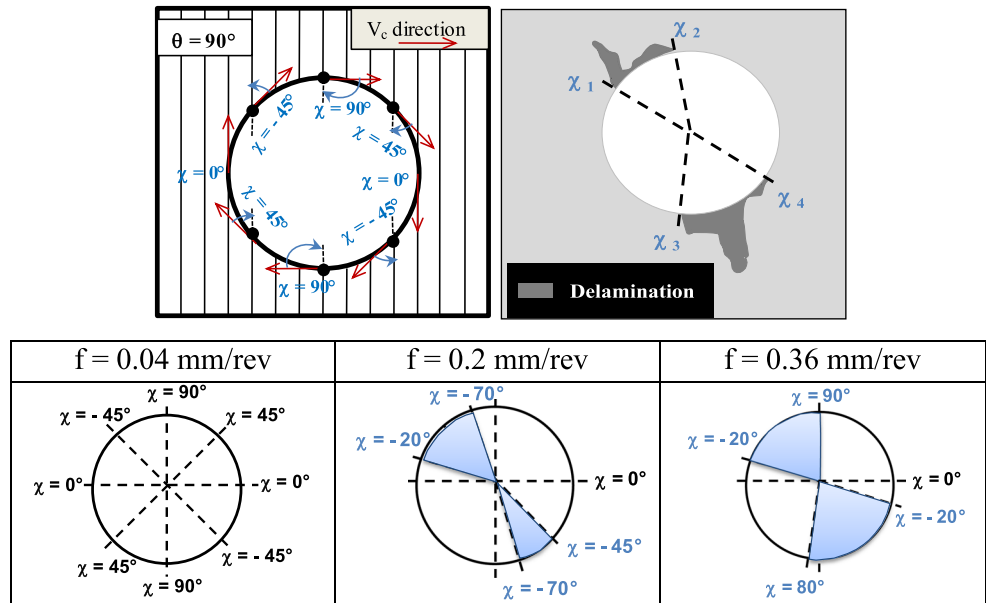 θ = 90°
V_c direction
χ = - 45°
χ = 90°
χ = 45°
χ = 0°
χ = 0°
χ = 45°
χ = - 45°
χ = 90°
χ 2
χ 1
χ 4
χ 3
Delamination
f = 0.04 mm/rev
f = 0.2 mm/rev
f = 0.36 mm/rev
χ = 90°
χ = - 45°
χ = 45°
χ = 0°
χ = 0°
χ = 45°
χ = - 45°
χ = 90°
χ = -70°
χ = -20°
χ = 0°
χ = -45°
χ = -70°
χ = 90°
χ = -20°
χ = 0°
χ = - 20°
χ = 80°